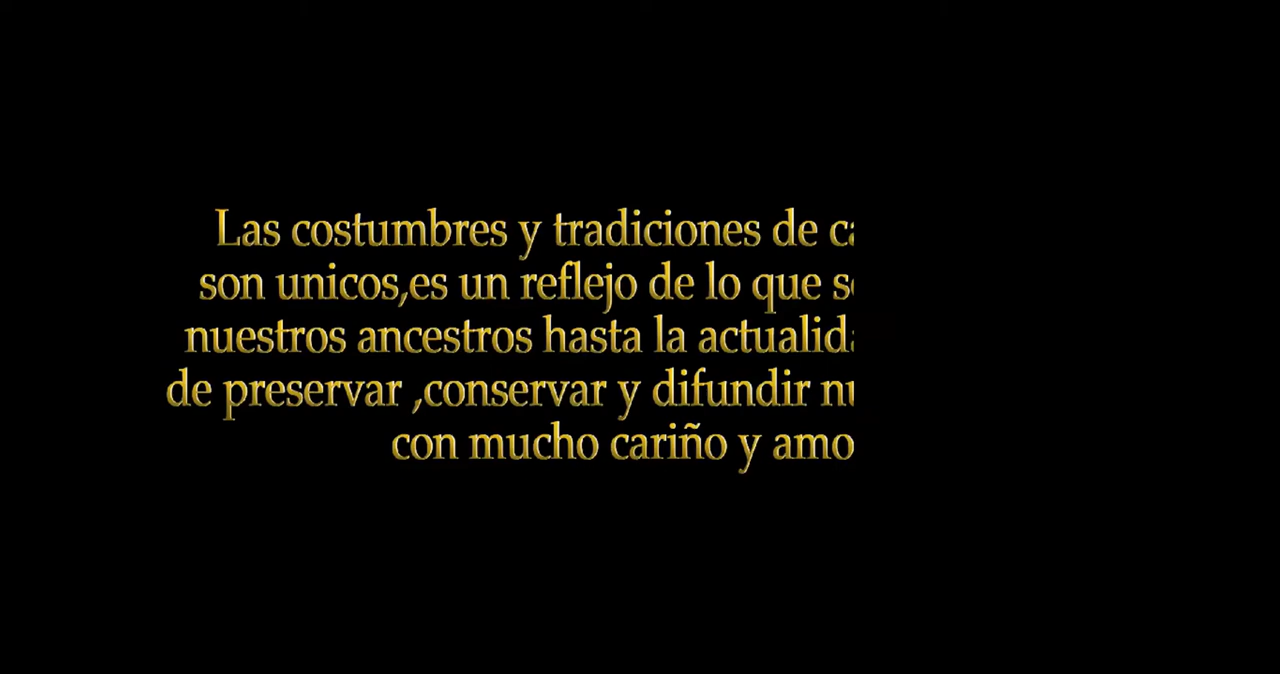 Las costumbres y tradiciones de
son unicos,es un reflejo de lo que
nuestros ancestros hasta la
de preservar ,conservar y difundir
con mucho cariño y